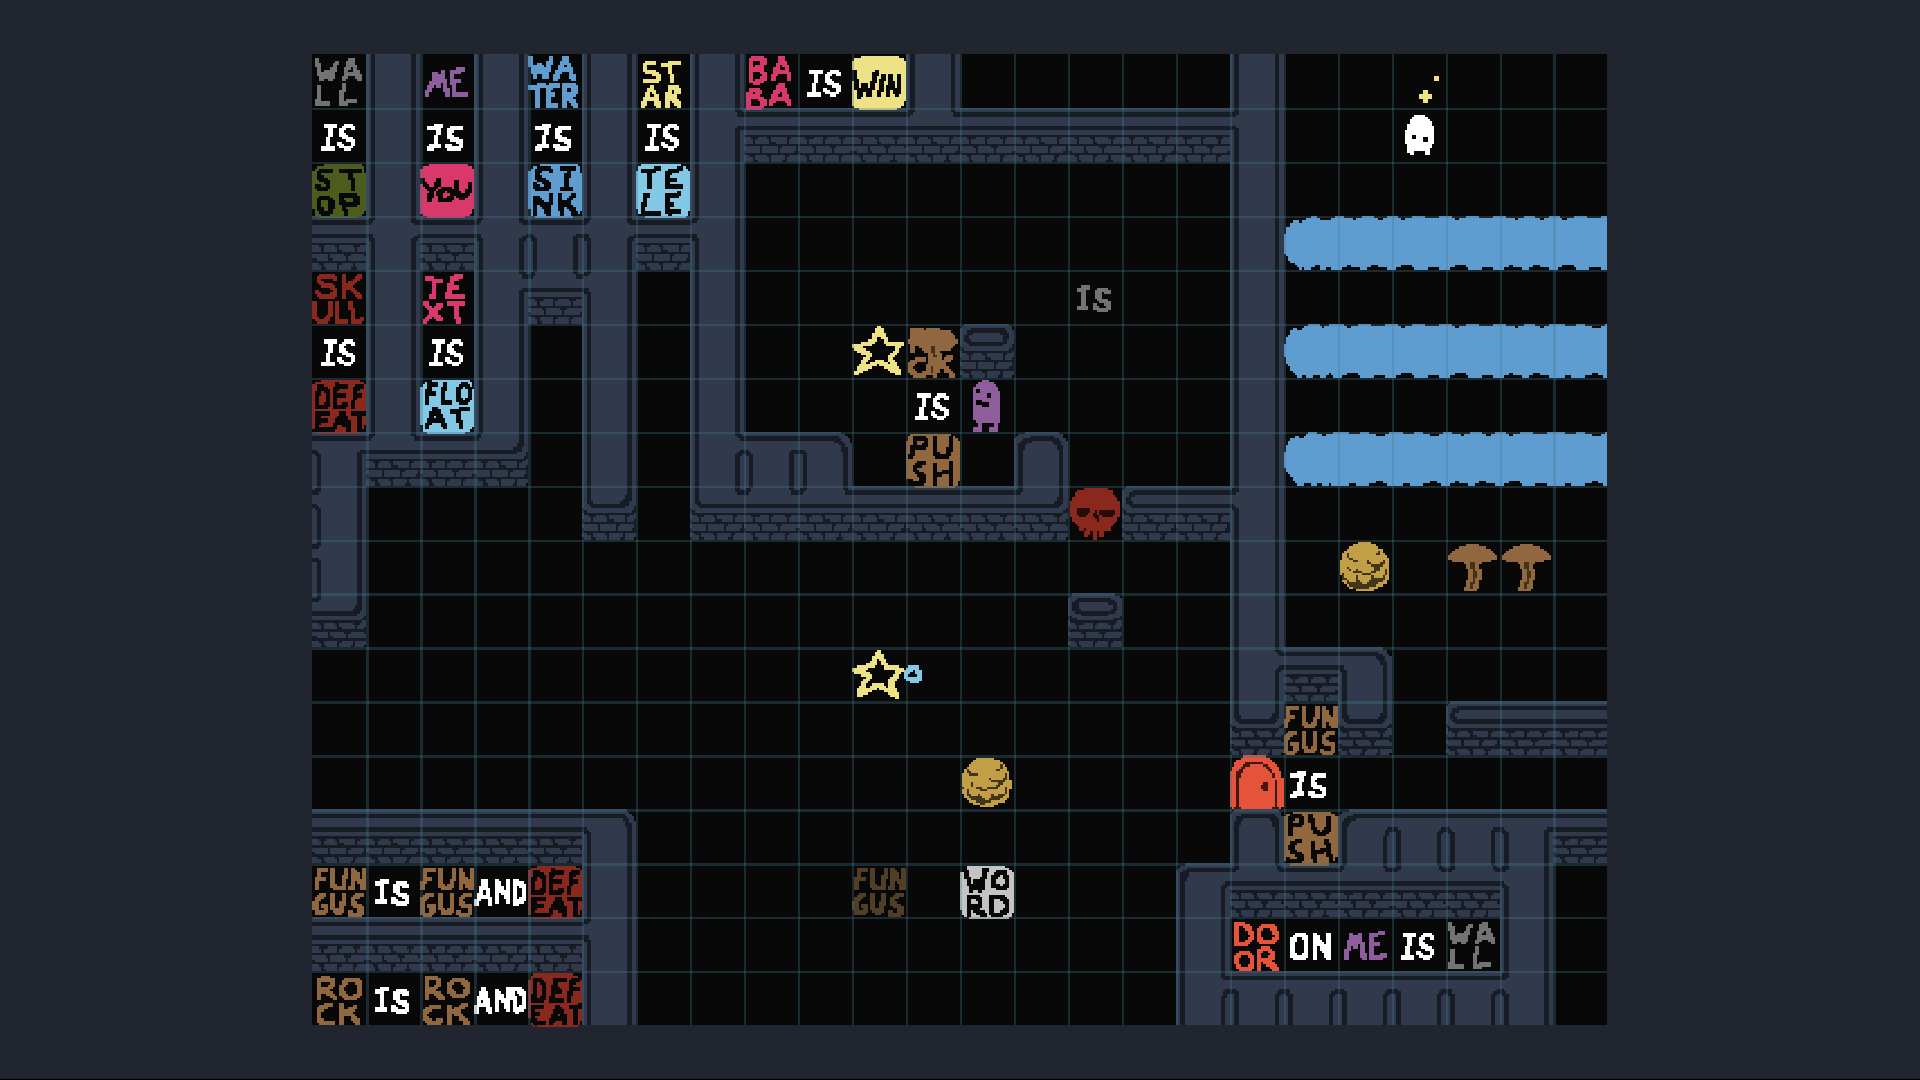 WALL IS STOP
ME IS YOU
WATER IS SINK
STAR IS TELE
BABA IS WIN
SKULL IS DEFEAT
TEXT IS FLOAT
IS
IS PUSH
FUNGUS IS PUSH
FUNGUS IS FUNGUS AND DEFEAT
FUNGUS
WORD
DOOR ON ME IS WALL
ROCK IS ROCK AND DEFEAT